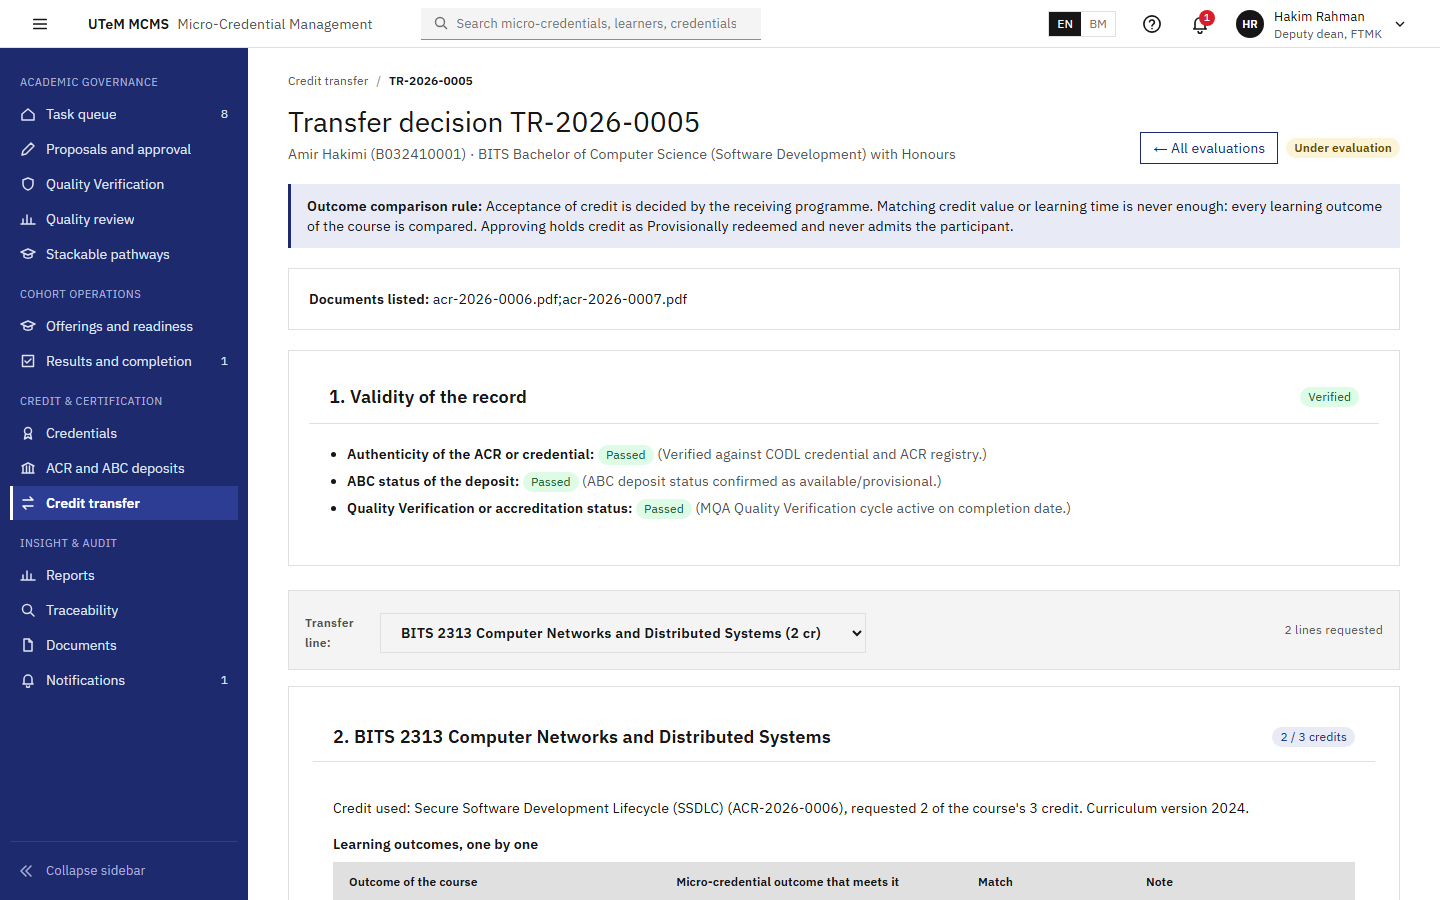 UTeM MCMS Micro-Credential Management
Search micro-credentials, learners, credentials
EN BM
1
HR
Hakim Rahman
Deputy dean, FTMK
ACADEMIC GOVERNANCE
Task queue 8
Proposals and approval
Quality Verification
Quality review
Stackable pathways
COHORT OPERATIONS
Offerings and readiness
Results and completion 1
CREDIT & CERTIFICATION
Credentials
ACR and ABC deposits
Credit transfer
INSIGHT & AUDIT
Reports
Traceability
Documents
Notifications 1
Collapse sidebar
Credit transfer / TR-2026-0005
Transfer decision TR-2026-0005
Amir Hakimi (B032410001) · BITS Bachelor of Computer Science (Software Development) with Honours
← All evaluations
Under evaluation
Outcome comparison rule: Acceptance of credit is decided by the receiving programme. Matching credit value or learning time is never enough: every learning outcome
of the course is compared. Approving holds credit as Provisionally redeemed and never admits the participant.
Documents listed: acr-2026-0006.pdf;acr-2026-0007.pdf
1. Validity of the record
Verified
Authenticity of the ACR or credential: Passed (Verified against CODL credential and ACR registry.)
ABC status of the deposit: Passed (ABC deposit status confirmed as available/provisional.)
Quality Verification or accreditation status: Passed (MQA Quality Verification cycle active on completion date.)
Transfer
line:
BITS 2313 Computer Networks and Distributed Systems (2 cr)
2 lines requested
2. BITS 2313 Computer Networks and Distributed Systems
2 / 3 credits
Credit used: Secure Software Development Lifecycle (SSDLC) (ACR-2026-0006), requested 2 of the course's 3 credit. Curriculum version 2024.
Learning outcomes, one by one
Outcome of the course Micro-credential outcome that meets it Match Note